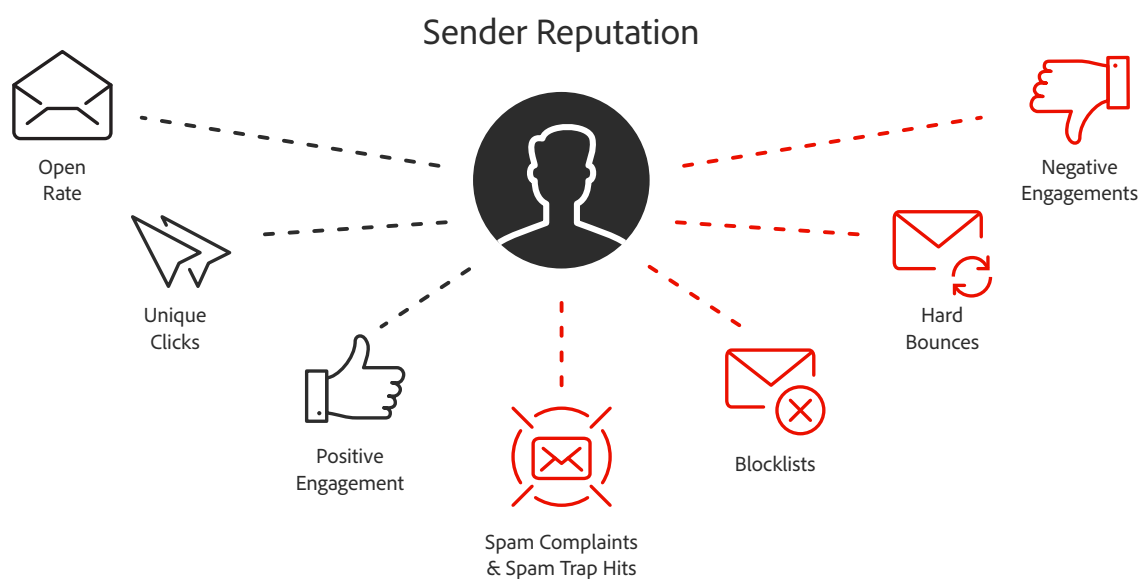 Sender Reputation
Open
Rate
Unique
Clicks
Positive
Engagement
Spam Complaints
& Spam Trap Hits
Blocklists
Hard
Bounces
Negative
Engagements